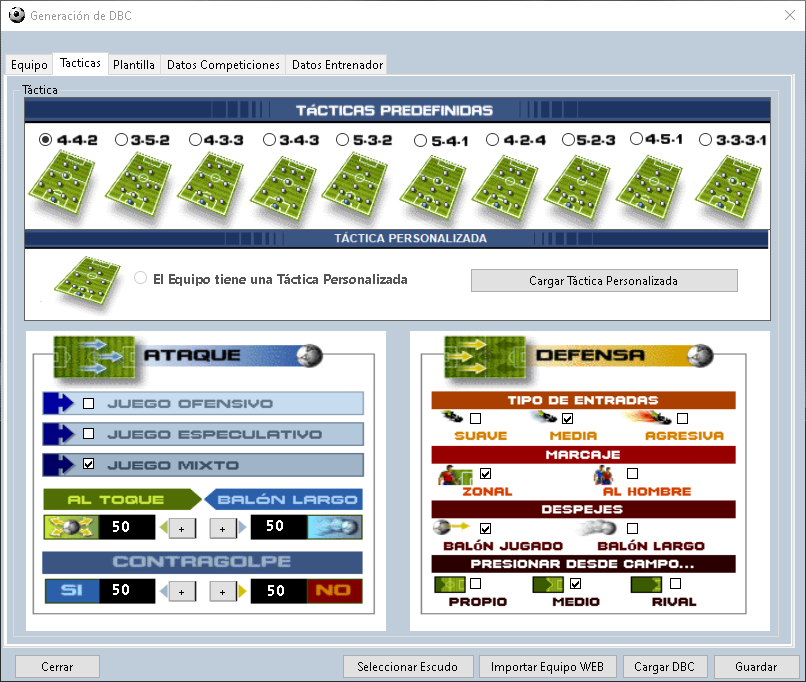 Generación de DBC
Equipo Tacticas Plantilla Datos Competiciones Datos Entrenador
Táctica
TÁCTICAS PREDEFINIDAS
4-4-2 3-5-2 4-3-3 3-4-3 5-3-2 5-4-1 4-2-4 5-2-3 4-5-1 3-3-3-1
TÁCTICA PERSONALIZADA
El Equipo tiene una Táctica Personalizada Cargar Táctica Personalizada
ATAQUE
JUEGO OFENSIVO
JUEGO ESPECULATIVO
JUEGO MIXTO
AL TOQUE BALÓN LARGO
50 + + 50
CONTRAGOLPE
SI 50 + + 50 NO
DEFENSA
TIPO DE ENTRADAS
SUAVE MEDIA AGRESIVA
MARCAJE
ZONAL AL HOMBRE
DESPEJES
BALÓN JUGADO BALÓN LARGO
PRESIONAR DESDE CAMPO...
PROPIO MEDIO RIVAL
Cerrar Seleccionar Escudo Importar Equipo WEB Cargar DBC Guardar